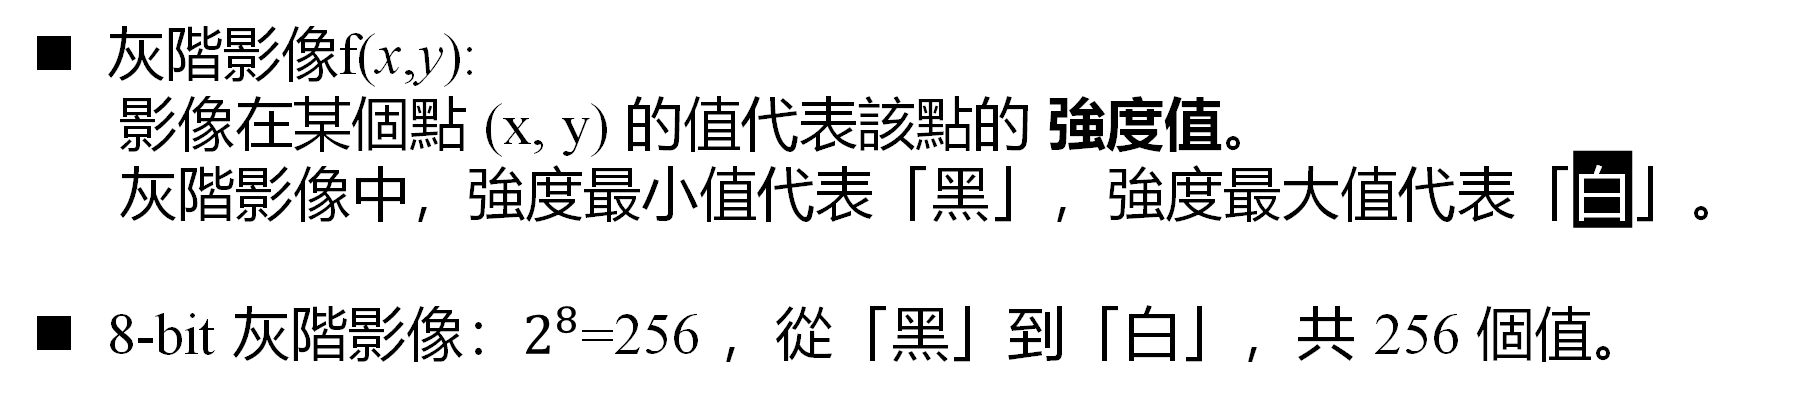 ■ 灰階影像f(x,y):
影像在某個點 (x, y) 的值代表該點的 強度值。
灰階影像中，強度最小值代表「黑」，強度最大值代表「白」。
■ 8-bit 灰階影像：2⁸=256 ，從「黑」到「白」，共 256 個值。